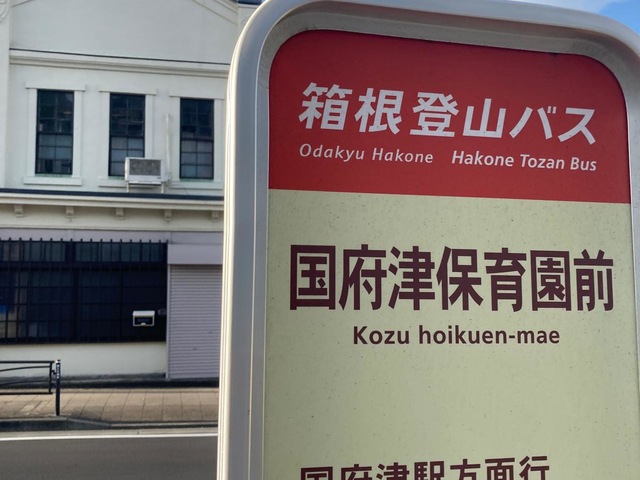 箱根登山バス
Odakyu Hakone Hakone Tozan Bus
国府津保育園前
Kozu hoikuen-mae
国府津駅方面行